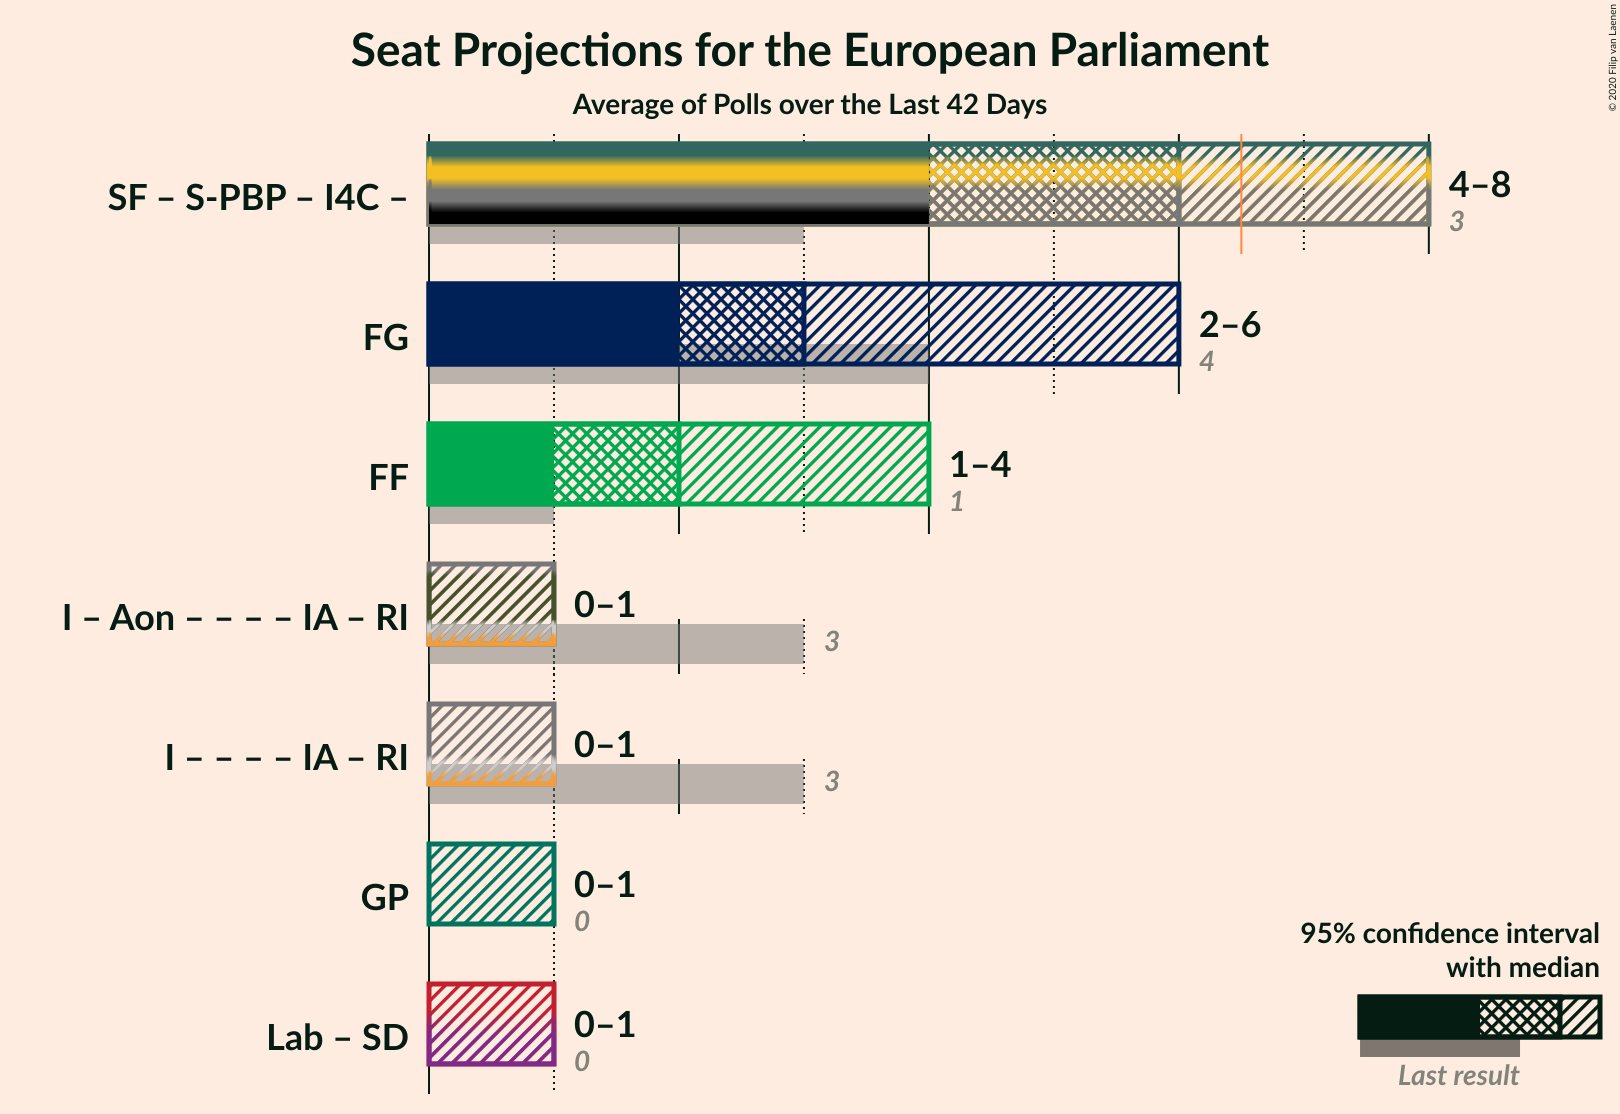 Seat Projections for the European Parliament
Average of Polls over the Last 42 Days
© 2020 Filip van Laenen
SF – S-PBP – I4C –
4–8
3
FG
2–6
4
FF
1–4
1
I – Aon – – – – IA – RI
0–1
3
I – – – – IA – RI
0–1
3
GP
0–1
0
Lab – SD
0–1
0
95% confidence interval
with median
Last result